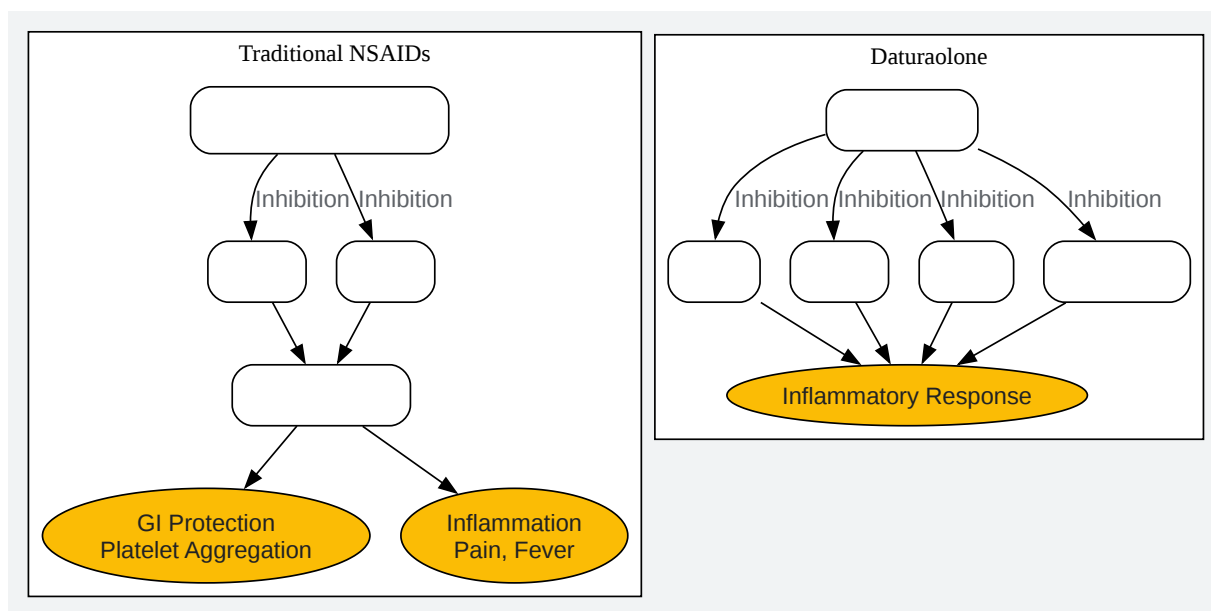 Traditional NSAIDs
Inhibition
Inhibition
GI Protection
Platelet Aggregation
Inflammation
Pain, Fever
Daturaolone
Inhibition
Inhibition
Inhibition
Inhibition
Inflammatory Response